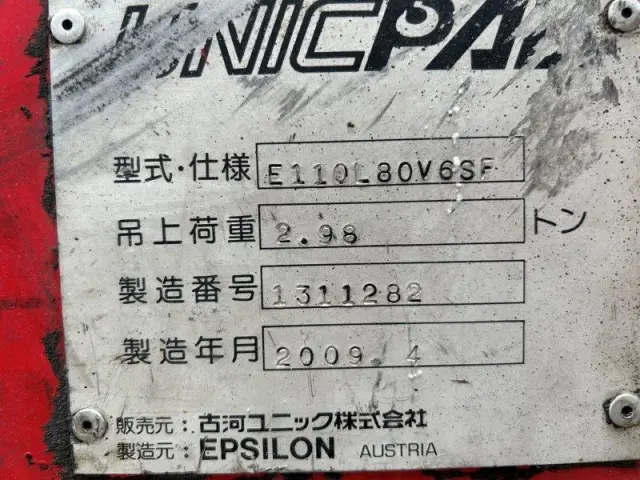 UNICPAL
型式・仕様 E110L80V6SF
吊上荷重 2.98 トン
製造番号 1311282
製造年月 2009. 4
販売元: 古河ユニック株式会社
製造元: EPSILON AUSTRIA